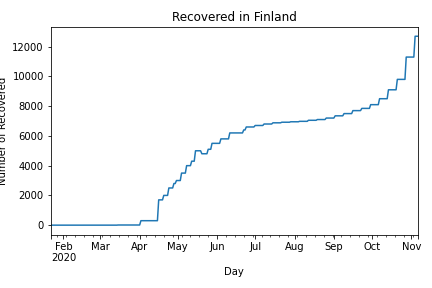 Recovered in Finland
Number of Recovered
12000
10000
8000
6000
4000
2000
0
Feb Mar Apr May Jun Jul Aug Sep Oct Nov
2020
Day